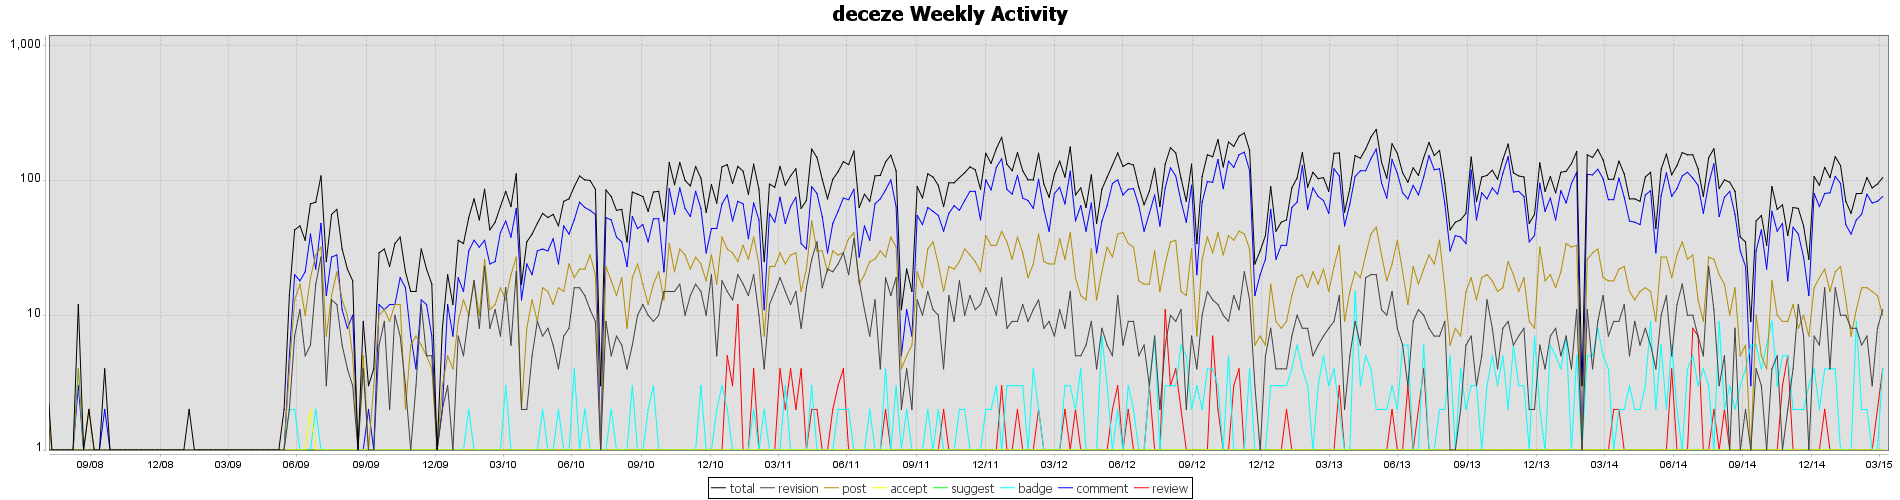 deceze Weekly Activity
1,000
100
10
1
09/08 12/08 03/09 06/09 09/09 12/09 03/10 06/10 09/10 12/10 03/11 06/11 09/11 12/11 03/12 06/12 09/12 12/12 03/13 06/13 09/13 12/13 03/14 06/14 09/14 12/14 03/15
total revision post accept suggest badge comment review